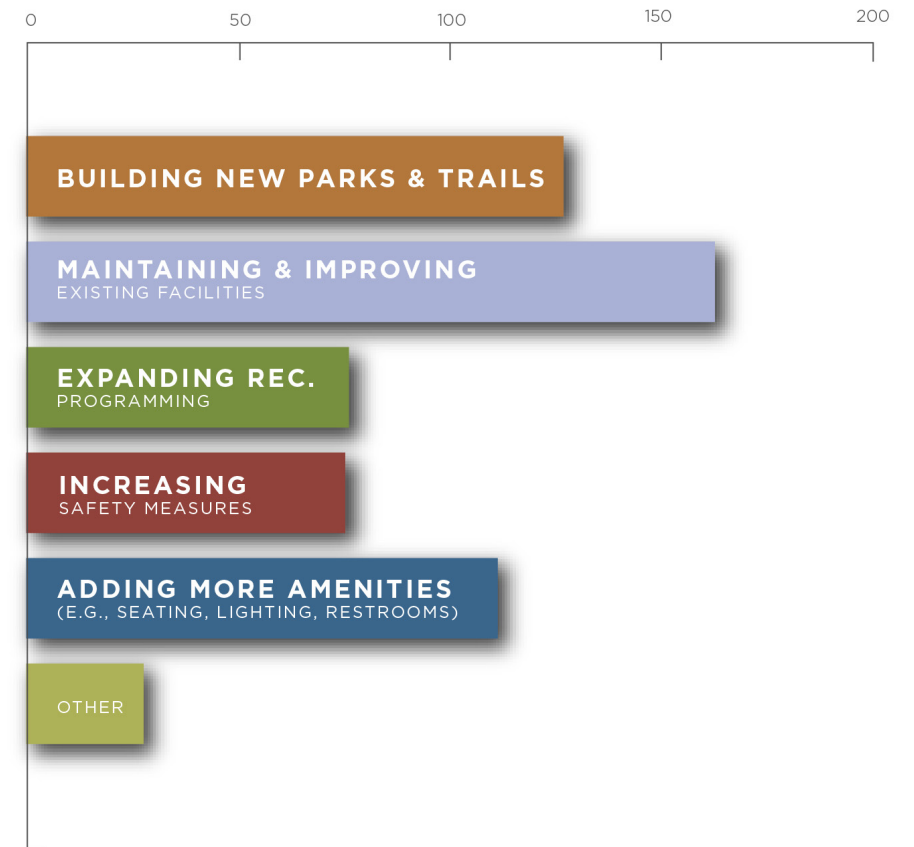 0 50 100 150 200
BUILDING NEW PARKS & TRAILS
MAINTAINING & IMPROVING
EXISTING FACILITIES
EXPANDING REC.
PROGRAMMING
INCREASING
SAFETY MEASURES
ADDING MORE AMENITIES
(E.G., SEATING, LIGHTING, RESTROOMS)
OTHER